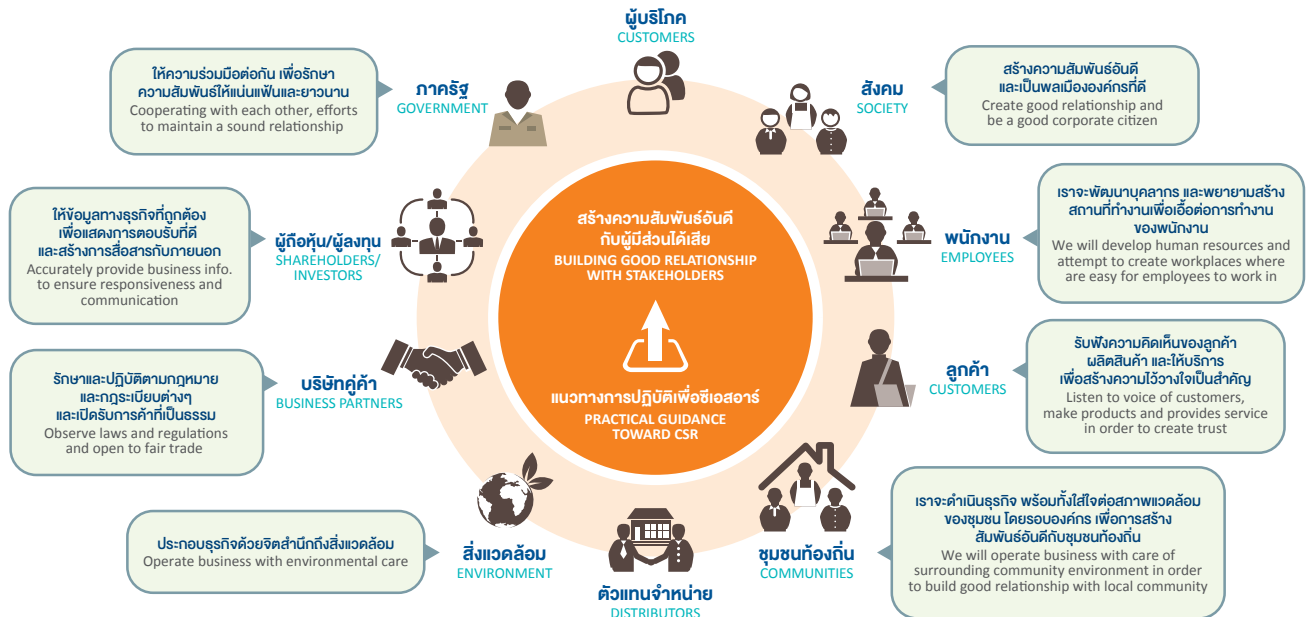 ผู้บริโภค
CUSTOMERS
ให้ความร่วมมือต่อกัน เพื่อรักษา
ความสัมพันธ์ให้แน่นแฟ้นและยาวนาน
Cooperating with each other, efforts
to maintain a sound relationship
ภาครัฐ
GOVERNMENT
สังคม
SOCIETY
สร้างความสัมพันธ์อันดี
และเป็นพลเมืององค์กรที่ดี
Create good relationship and
be a good corporate citizen
ให้ข้อมูลทางธุรกิจที่ถูกต้อง
เพื่อแสดงการตอบรับที่ดี
และสร้างการสื่อสารกับภายนอก
Accurately provide business info.
to ensure responsiveness and
communication
ผู้ถือหุ้น/ผู้ลงทุน
SHAREHOLDERS/
INVESTORS
สร้างความสัมพันธ์อันดี
กับผู้มีส่วนได้เสีย
BUILDING GOOD RELATIONSHIP
WITH STAKEHOLDERS
แนวทางการปฏิบัติเพื่อซีเอสอาร์
PRACTICAL GUIDANCE
TOWARD CSR
พนักงาน
EMPLOYEES
เราจะพัฒนาบุคลากร และพยายามสร้าง
สถานที่ทำงานเพื่อเอื้อต่อการทำงาน
ของพนักงาน
We will develop human resources and
attempt to create workplaces where
are easy for employees to work in
รักษาและปฏิบัติตามกฎหมาย
และกฎระเบียบต่างๆ
และเปิดรับการค้าที่เป็นธรรม
Observe laws and regulations
and open to fair trade
บริษัทคู่ค้า
BUSINESS PARTNERS
ลูกค้า
CUSTOMERS
รับฟังความคิดเห็นของลูกค้า
ผลิตสินค้า และให้บริการ
เพื่อสร้างความไว้วางใจเป็นสำคัญ
Listen to voice of customers,
make products and provides service
in order to create trust
ประกอบธุรกิจด้วยจิตสำนึกถึงสิ่งแวดล้อม
Operate business with environmental care
สิ่งแวดล้อม
ENVIRONMENT
ตัวแทนจำหน่าย
DISTRIBUTORS
ชุมชนท้องถิ่น
COMMUNITIES
เราจะดำเนินธุรกิจ พร้อมทั้งใส่ใจต่อสภาพแวดล้อม
ของชุมชน โดยรอบองค์กร เพื่อการสร้าง
สัมพันธ์อันดีกับชุมชนท้องถิ่น
We will operate business with care of
surrounding community environment in order
to build good relationship with local community